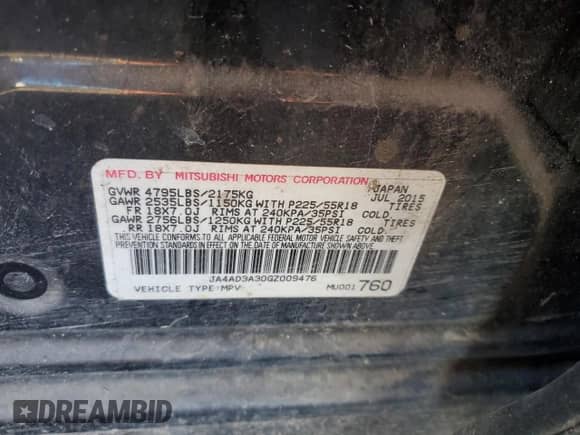 MFD. BY MITSUBISHI MOTORS CORPORATION JAPAN
GVWR 4795LBS/2175KG JUL 2015
GAWR 2535LBS/1150KG WITH P225/55R18 TIRES
FR 18X7.0J RIMS AT 240KPA/35PSI COLD
GAWR 2756LBS/1250KG WITH P225/55R18 TIRES
RR 18X7.0J RIMS AT 240KPA/35PSI COLD.
THIS VEHICLE CONFORMS TO ALL APPLICABLE FEDERAL MOTOR VEHICLE SAFETY AND THEFT
PREVENTION STANDARDS IN EFFECT ON THE DATE OF MANUFACTURE SHOWN ABOVE.
JA4AD3A30GZ009476
VEHICLE TYPE:MPV MU001760
DREAMBID